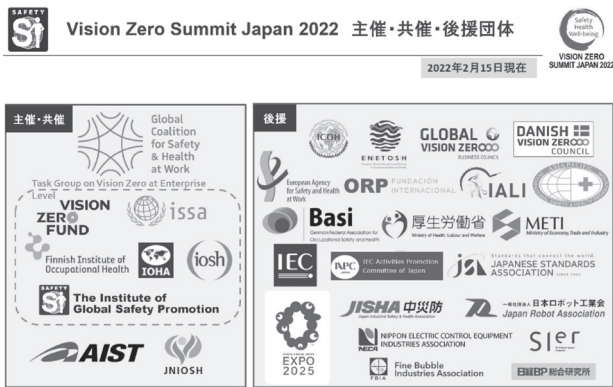 SAFETY
Si
Vision Zero Summit Japan 2022 主催・共催・後援団体
Safety
Health
Well-being
VISION ZERO
SUMMIT JAPAN 2022
2022年2月15日現在
主催・共催
Global
Coalition
for Safety
& Health
at Work
Task Group on Vision Zero at Enterprise
Level
VISION
ZERO
FUND
issa
Finnish Institute of
Occupational Health
IOHA
iosh
SAFETY
Si
The Institute of
Global Safety Promotion
AIST
JNIOSH
後援
ICOH
ENETOSH
GLOBAL
VISION ZERO
BUSINESS COUNCIL
DANISH
VISION ZERO
COUNCIL
European Agency
for Safety and Health
at Work
ORP FUNDACIÓN
INTERNACIONAL
IALI
Basi
German Federal Association for
Occupational Safety and Health
厚生労働省
Ministry of Health, Labour and Welfare
METI
Ministry of Economy, Trade and Industry
IEC
APC
IEC Activities Promotion
Committee of Japan
Standards that connect the world.
JSA JAPANESE STANDARDS
ASSOCIATION
EXPO
2025
JISHA 中災防
Japan Industrial Safety & Health Association
一般社団法人 日本ロボット工業会
Japan Robot Association
NECA
NIPPON ELECTRIC CONTROL EQUIPMENT
INDUSTRIES ASSOCIATION
SIer
FBIA
Fine Bubble
Industries Association
日経BP 総合研究所